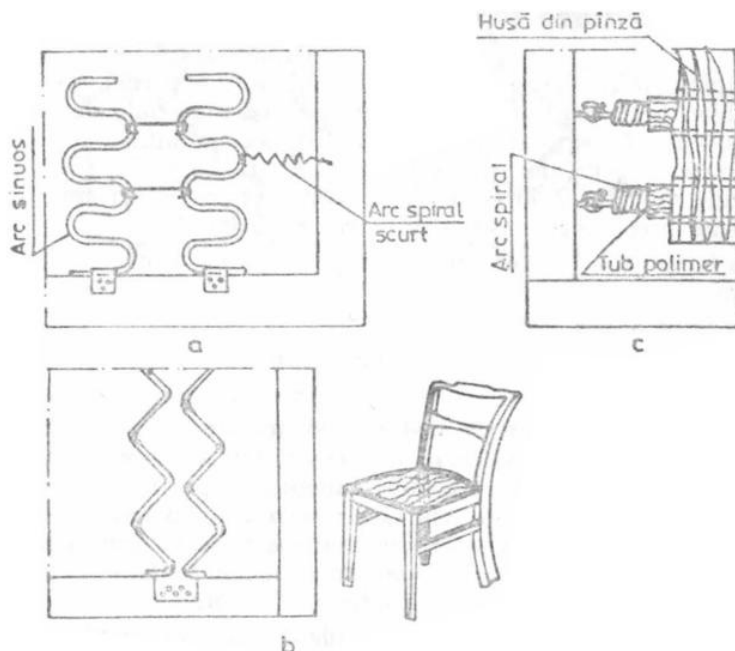 Husă din pînză
Arc sinuos
Arc spiral
scurt
Arc spiral
Tub polimer
a
c
b